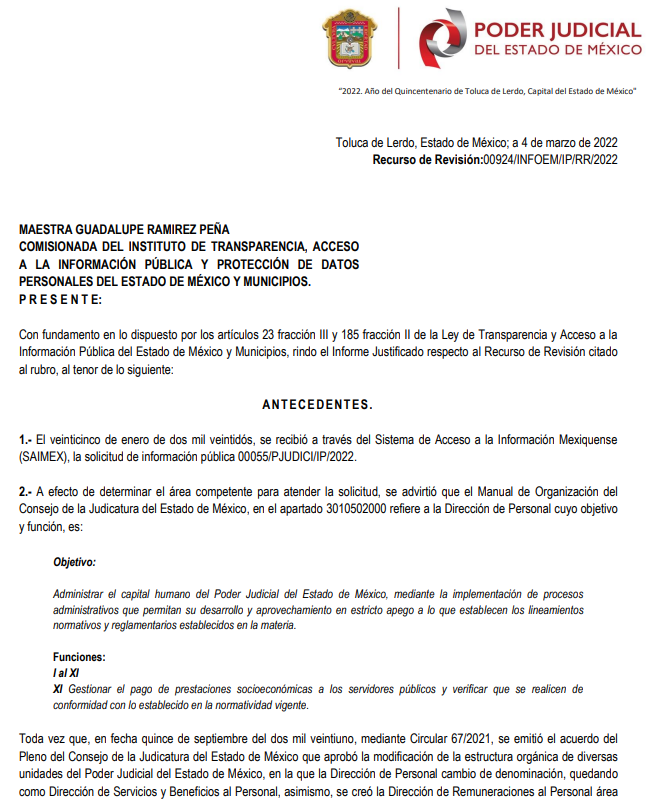 PODER JUDICIAL
DEL ESTADO DE MÉXICO
“2022. Año del Quincentenario de Toluca de Lerdo, Capital del Estado de México”
Toluca de Lerdo, Estado de México; a 4 de marzo de 2022
Recurso de Revisión:00924/INFOEM/IP/RR/2022
MAESTRA GUADALUPE RAMIREZ PEÑA
COMISIONADA DEL INSTITUTO DE TRANSPARENCIA, ACCESO
A LA INFORMACIÓN PÚBLICA Y PROTECCIÓN DE DATOS
PERSONALES DEL ESTADO DE MÉXICO Y MUNICIPIOS.
P R E S E N T E:
Con fundamento en lo dispuesto por los artículos 23 fracción III y 185 fracción II de la Ley de Transparencia y Acceso a la
Información Pública del Estado de México y Municipios, rindo el Informe Justificado respecto al Recurso de Revisión citado
al rubro, al tenor de lo siguiente:
A N T E C E D E N T E S .
1.- El veinticinco de enero de dos mil veintidós, se recibió a través del Sistema de Acceso a la Información Mexiquense
(SAIMEX), la solicitud de información pública 00055/PJUDICI/IP/2022.
2.- A efecto de determinar el área competente para atender la solicitud, se advirtió que el Manual de Organización del
Consejo de la Judicatura del Estado de México, en el apartado 3010502000 refiere a la Dirección de Personal cuyo objetivo
y función, es:
Objetivo:
Administrar el capital humano del Poder Judicial del Estado de México, mediante la implementación de procesos
administrativos que permitan su desarrollo y aprovechamiento en estricto apego a lo que establecen los lineamientos
normativos y reglamentarios establecidos en la materia.
Funciones:
I al XI
XI Gestionar el pago de prestaciones socioeconómicas a los servidores públicos y verificar que se realicen de
conformidad con lo establecido en la normatividad vigente.
Toda vez que, en fecha quince de septiembre del dos mil veintiuno, mediante Circular 67/2021, se emitió el acuerdo del
Pleno del Consejo de la Judicatura del Estado de México que aprobó la modificación de la estructura orgánica de diversas
unidades del Poder Judicial del Estado de México, en la que la Dirección de Personal cambio de denominación, quedando
como Dirección de Servicios y Beneficios al Personal, asimismo, se creó la Dirección de Remuneraciones al Personal área